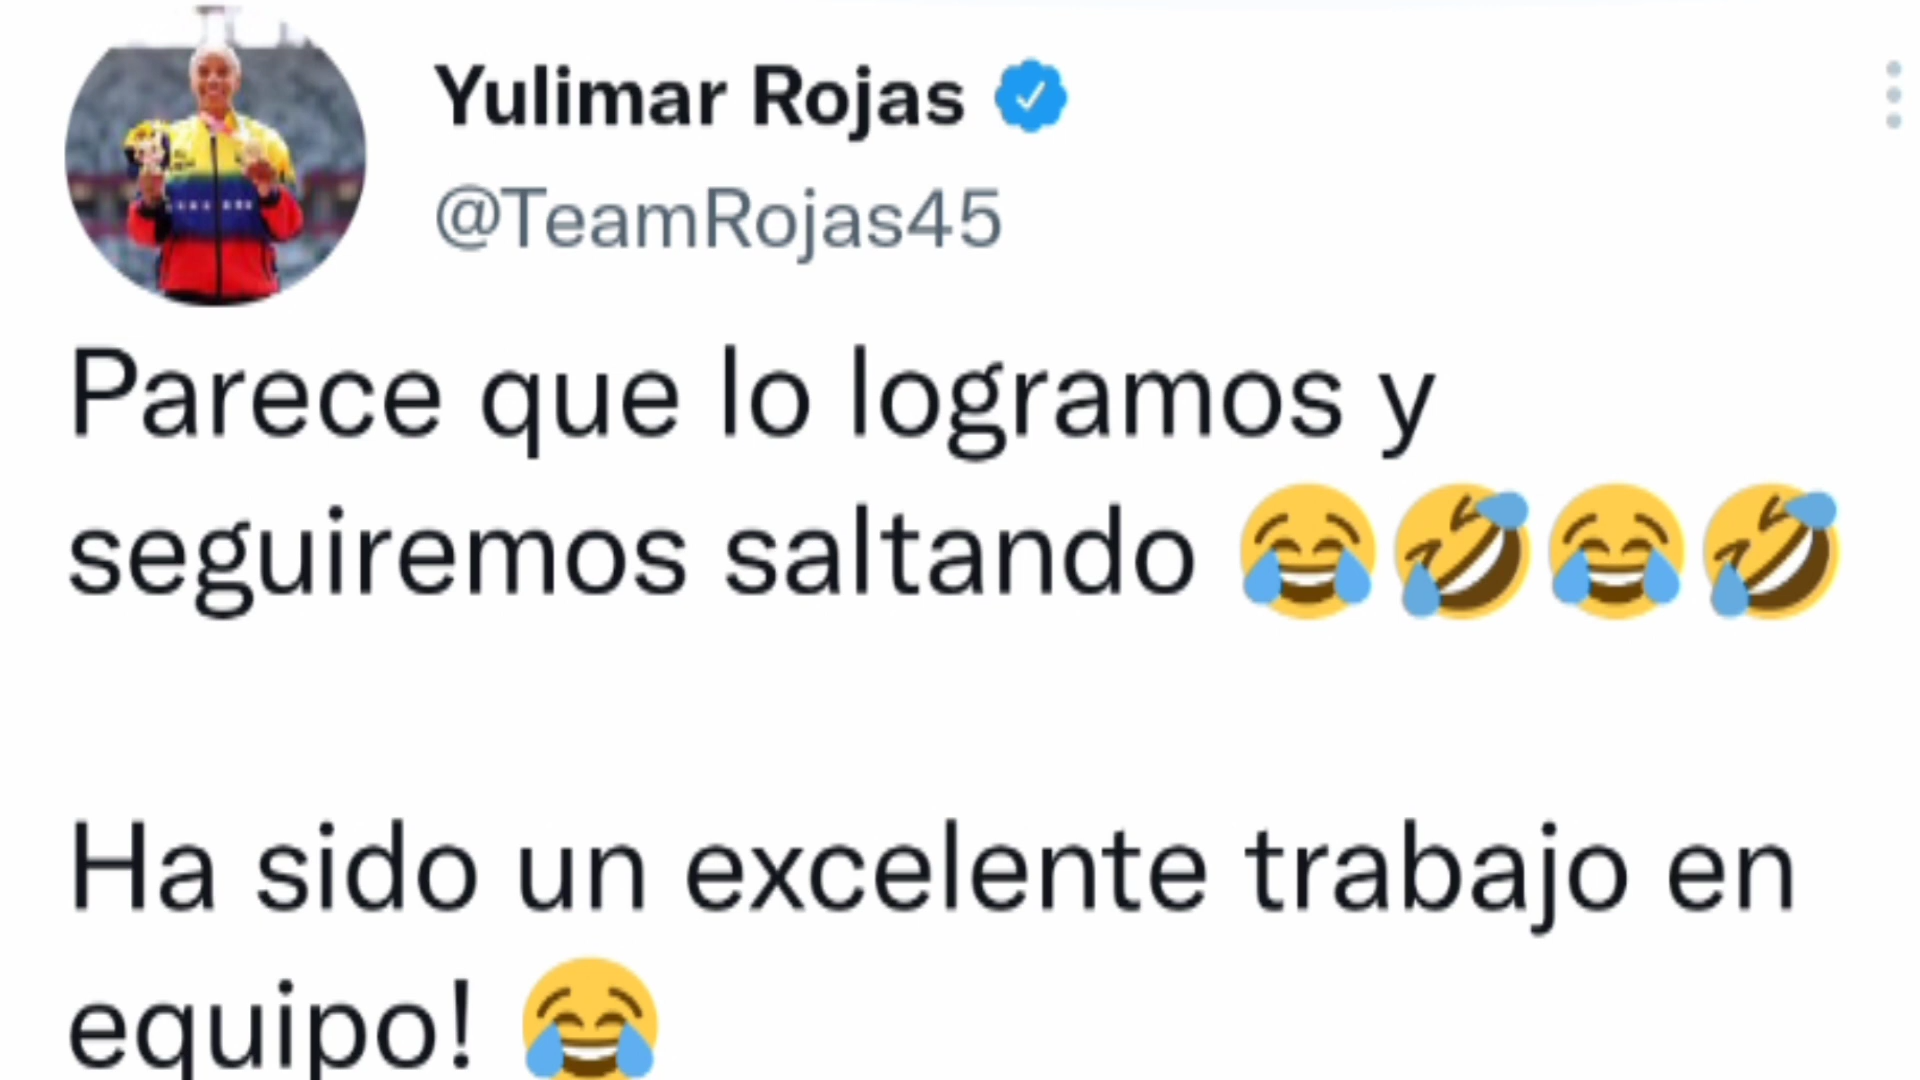 Yulimar Rojas
@TeamRojas45
Parece que lo logramos y
seguiremos saltando 😂🤣😂🤣
Ha sido un excelente trabajo en
equipo! 😂